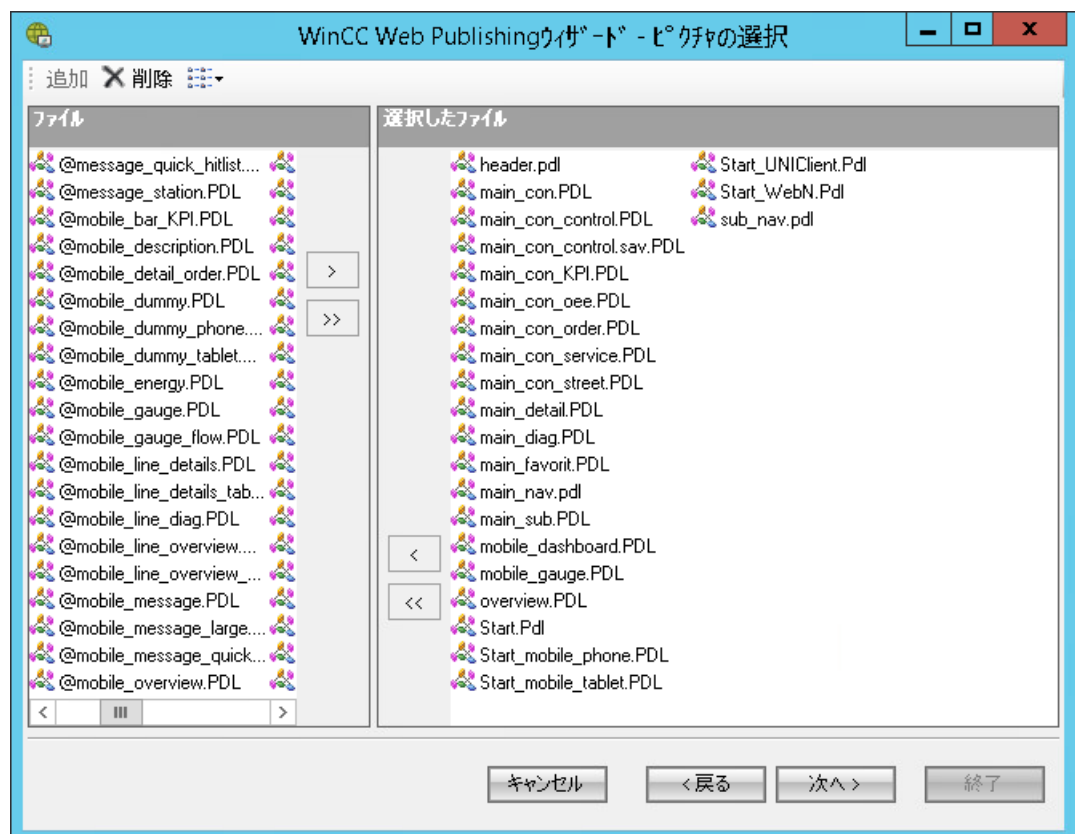 WinCC Web Publishingウィザード - ピクチャの選択
追加 削除
ファイル
@message_quick_hitlist....
@message_station.PDL
@mobile_bar_KPI.PDL
@mobile_description.PDL
@mobile_detail_order.PDL
@mobile_dummy.PDL
@mobile_dummy_phone....
@mobile_dummy_tablet....
@mobile_energy.PDL
@mobile_gauge.PDL
@mobile_gauge_flow.PDL
@mobile_line_details.PDL
@mobile_line_details_tab...
@mobile_line_diag.PDL
@mobile_line_overview....
@mobile_line_overview_...
@mobile_message.PDL
@mobile_message_large....
@mobile_message_quick...
@mobile_overview.PDL
>
>>
選択したファイル
<
<<
header.pdl
main_con.PDL
main_con_control.PDL
main_con_control.sav.PDL
main_con_KPI.PDL
main_con_oee.PDL
main_con_order.PDL
main_con_service.PDL
main_con_street.PDL
main_detail.PDL
main_diag.PDL
main_favorit.PDL
main_nav.pdl
main_sub.PDL
mobile_dashboard.PDL
mobile_gauge.PDL
overview.PDL
Start.Pdl
Start_mobile_phone.PDL
Start_mobile_tablet.PDL
Start_UNIClient.Pdl
Start_WebN.Pdl
sub_nav.pdl
キャンセル <戻る 次へ> 終了